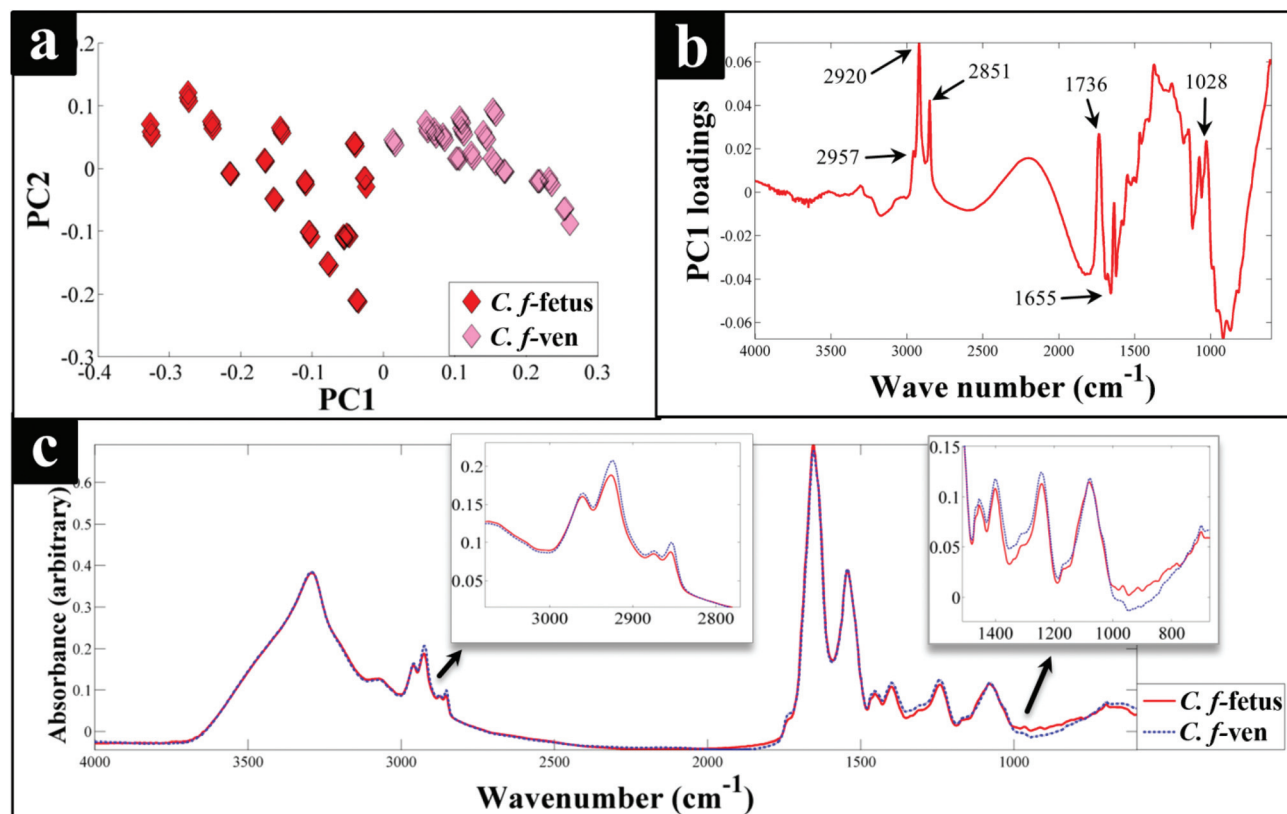 a
0.2
0.1
0
-0.1
-0.2
-0.3
PC2
-0.4 -0.3 -0.2 -0.1 0 0.1 0.2 0.3
PC1
C. f-fetus
C. f-ven
b
0.06
0.04
0.02
0
-0.02
-0.04
-0.06
PC1 loadings
2920
2851
2957
1736
1028
1655
4000 3500 3000 2500 2000 1500 1000
Wave number (cm-1)
c
0.6
0.5
0.4
0.3
0.2
0.1
0
Absorbance (arbitrary)
0.2
0.15
0.1
0.05
3000 2900 2800
0.15
0.1
0.05
0
1400 1200 1000 800
C. f-fetus
C. f-ven
4000 3500 3000 2500 2000 1500 1000
Wavenumber (cm-1)